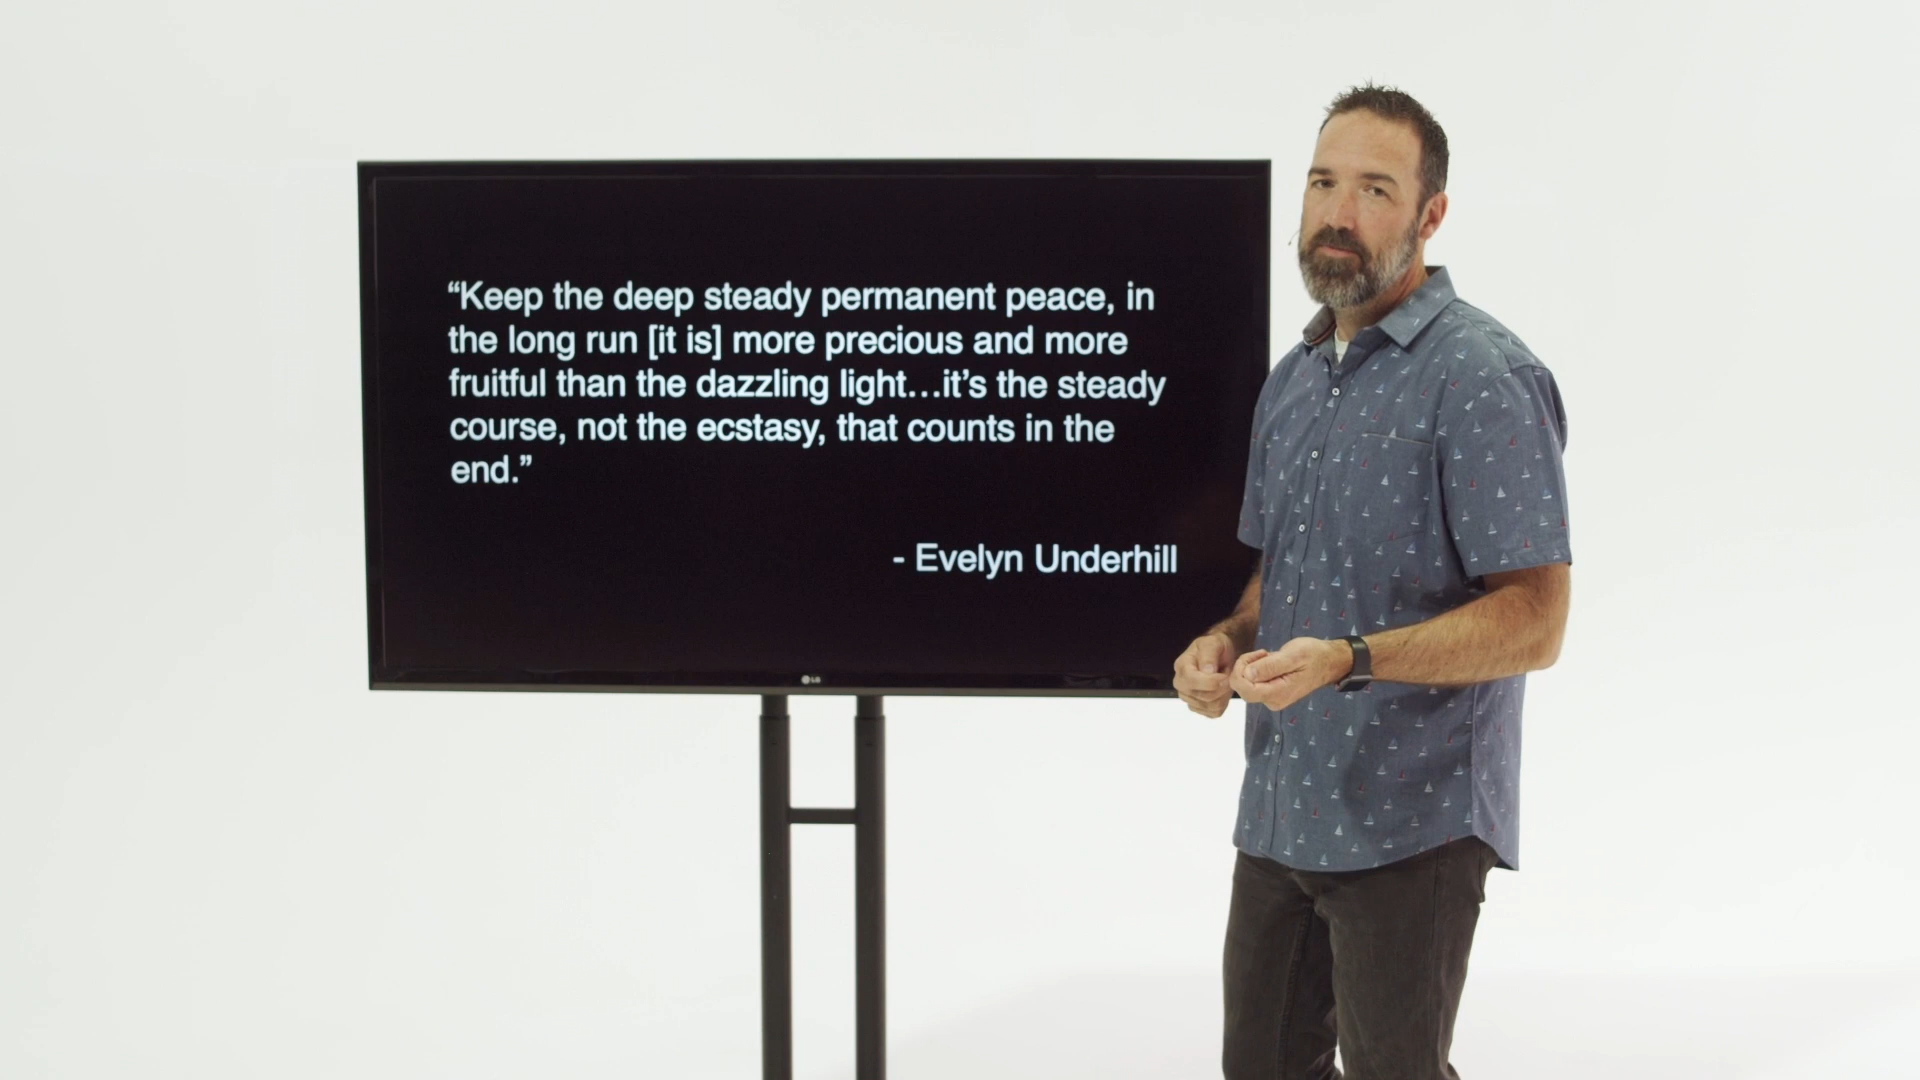 “Keep the deep steady permanent peace, in
the long run [it is] more precious and more
fruitful than the dazzling light…it’s the steady
course, not the ecstasy, that counts in the
end.”
- Evelyn Underhill
LG